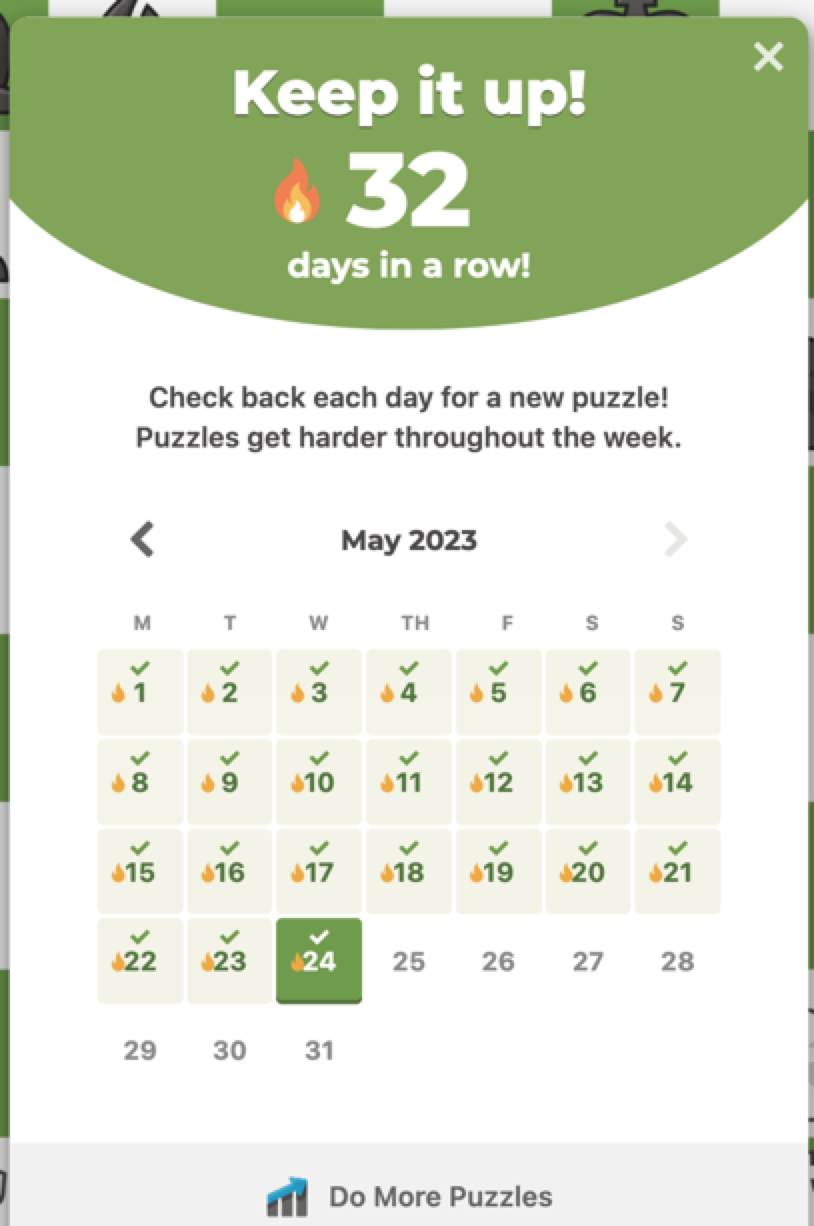 Keep it up!
32
days in a row!
Check back each day for a new puzzle!
Puzzles get harder throughout the week.
May 2023
M T W TH F S S
1 2 3 4 5 6 7
8 9 10 11 12 13 14
15 16 17 18 19 20 21
22 23 24 25 26 27 28
29 30 31
Do More Puzzles